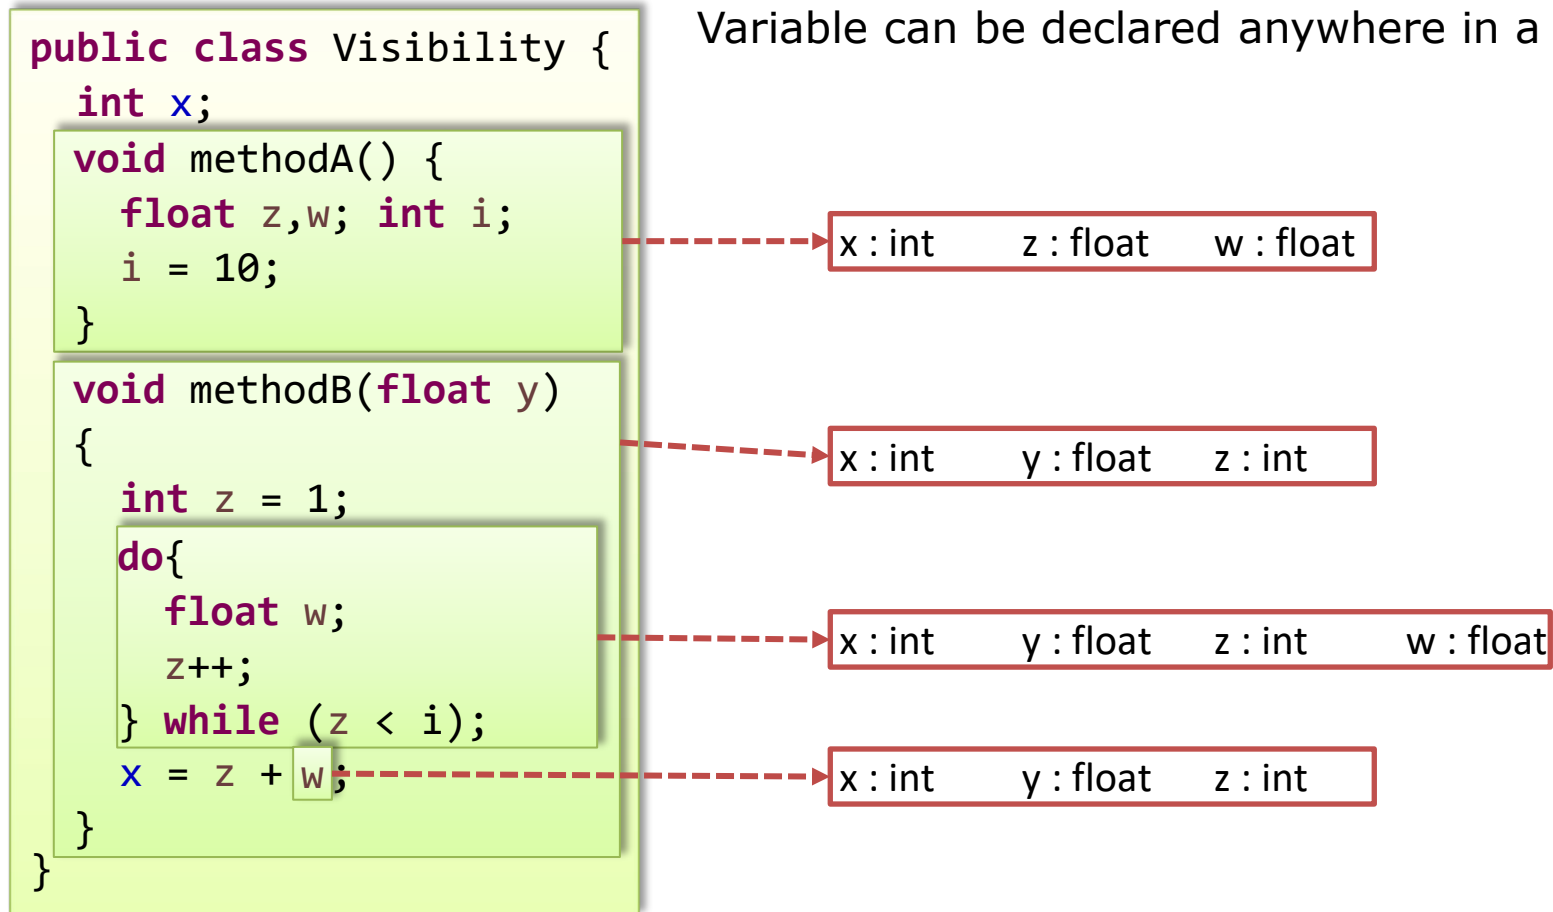 Variable can be declared anywhere in a
public class Visibility {
int x;
void methodA() {
float z,w; int i;
i = 10;
}
x : int z : float w : float
void methodB(float y)
{
int z = 1;
x : int y : float z : int
do{
float w;
z++;
} while (z < i);
x : int y : float z : int w : float
x = z + w;
x : int y : float z : int
}
}